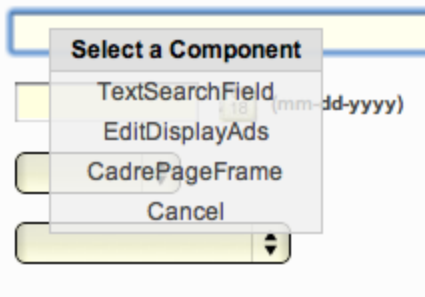 Select a Component
TextSearchField
18 (mm-dd-yyyy)
EditDisplayAds
CadrePageFrame
Cancel